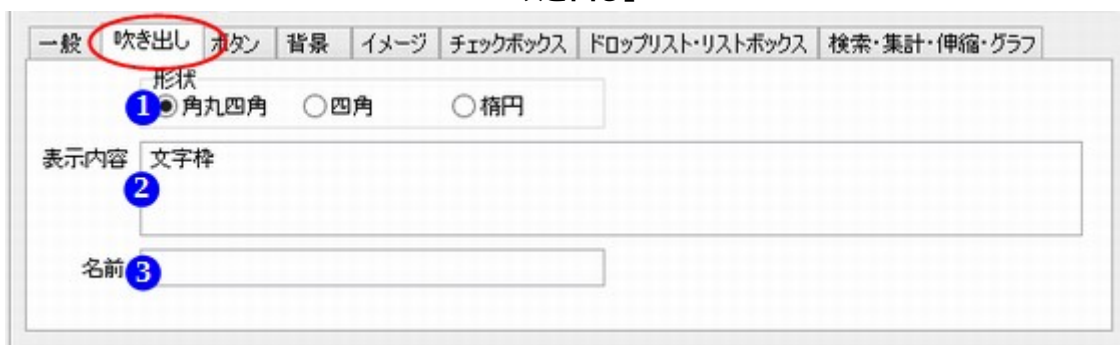 一般 吹き出し ボタン 背景 イメージ チェックボックス ドロップリスト・リストボックス 検索・集計・伸縮・グラフ
形状
1 角丸四角 四角 楕円
表示内容 文字枠
2
名前 3